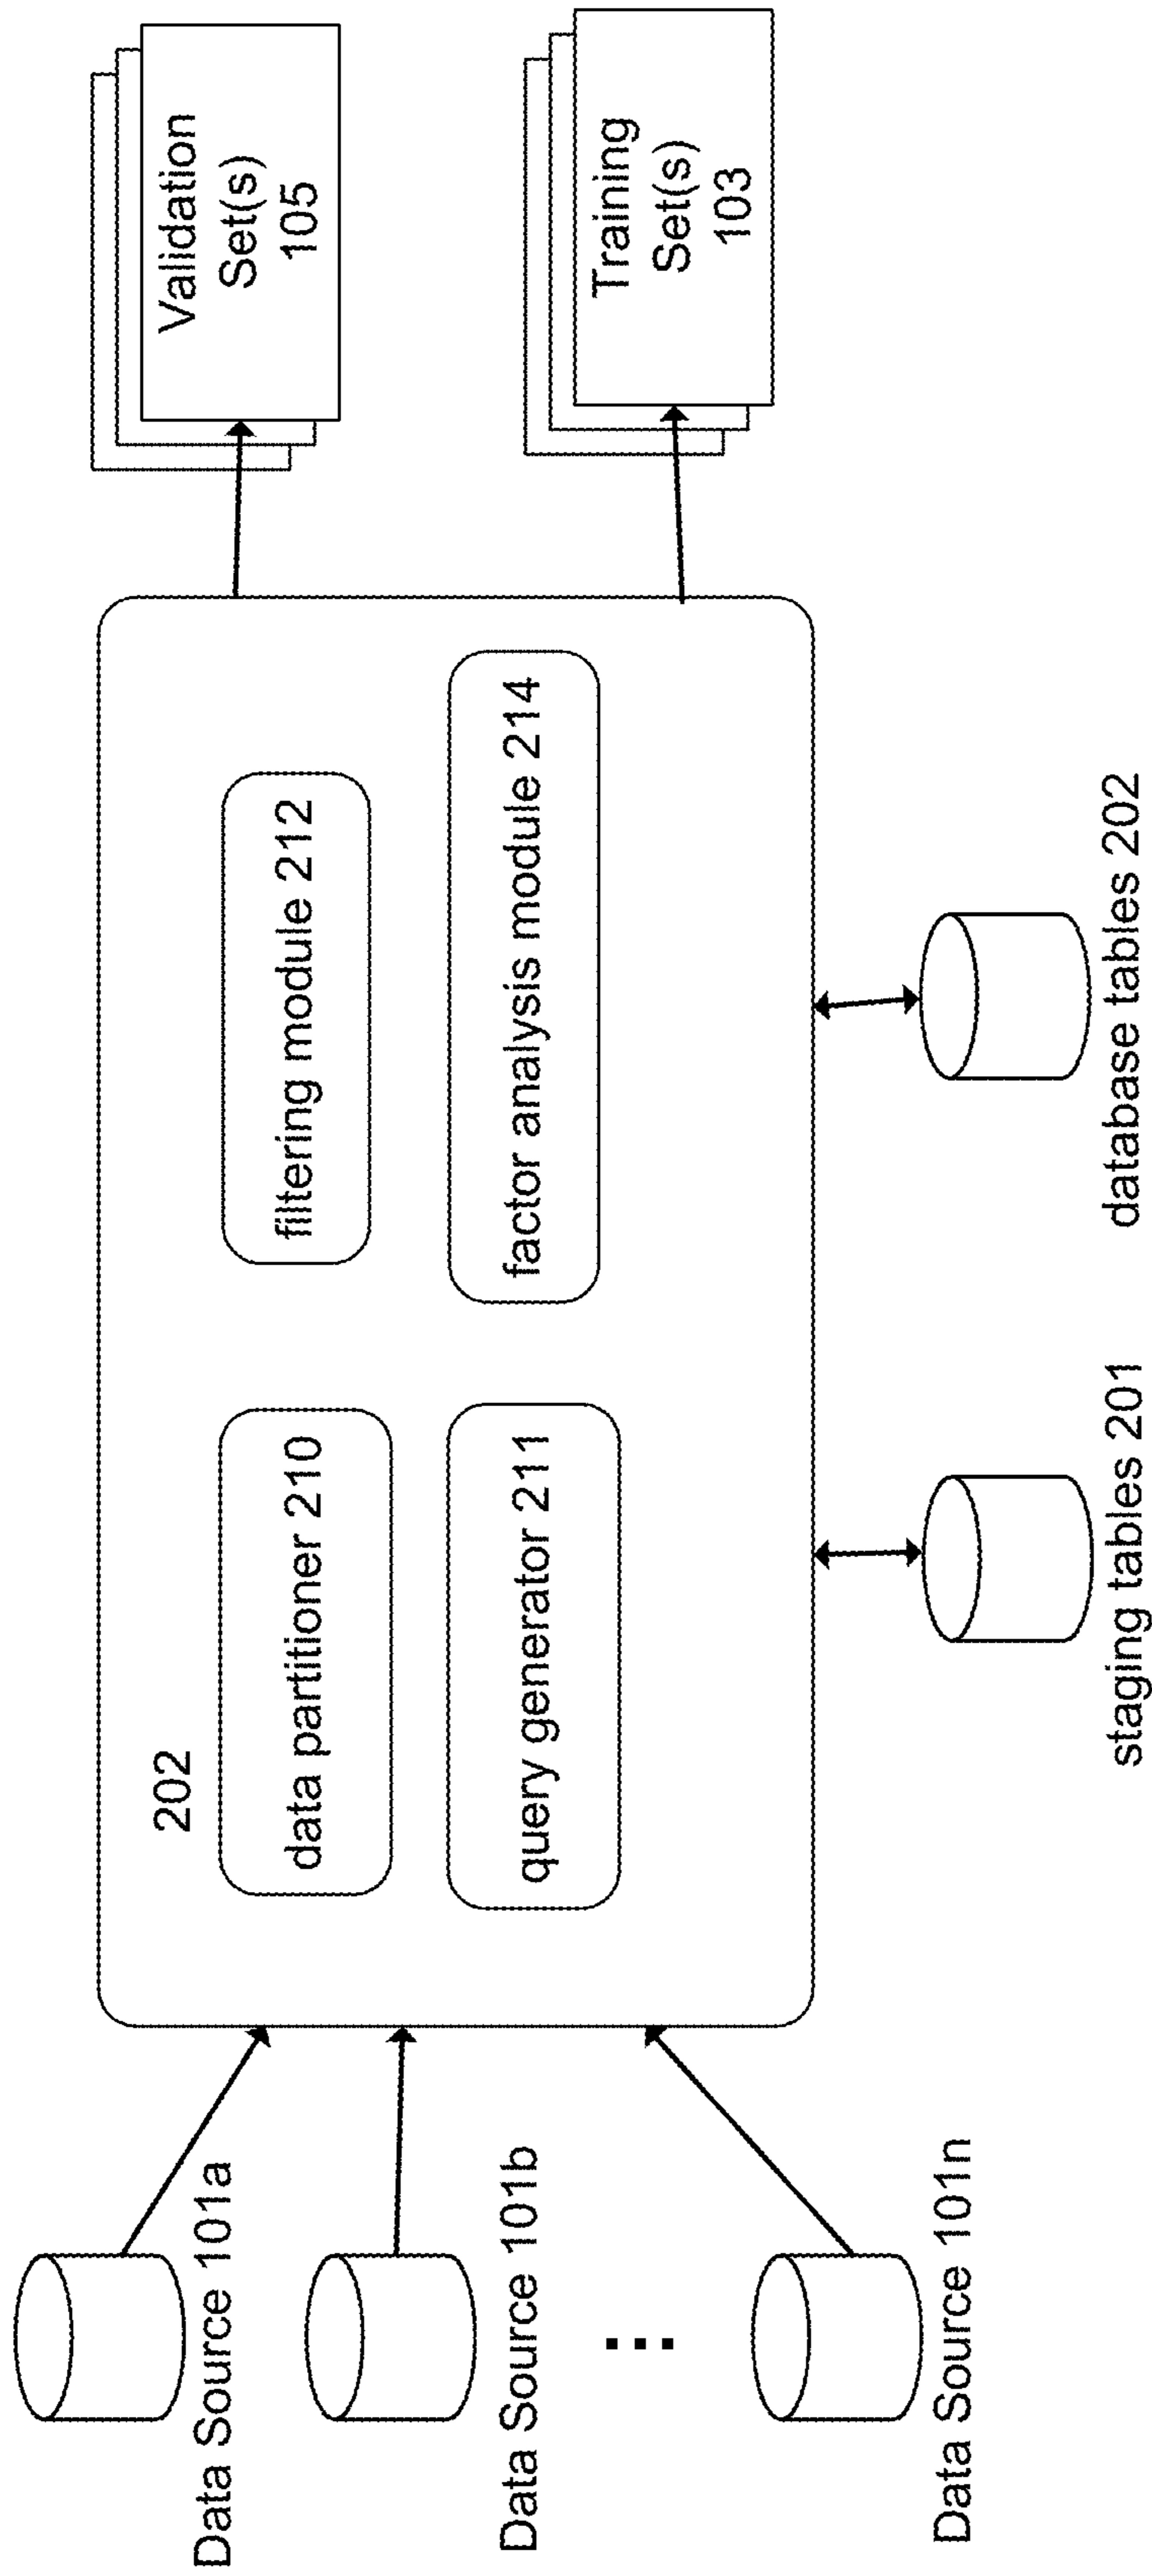 Data Source 101a
Data Source 101b
...
Data Source 101n
202
data partitioner 210
query generator 211
filtering module 212
factor analysis module 214
staging tables 201
database tables 202
Validation
Set(s)
105
Training
Set(s)
103